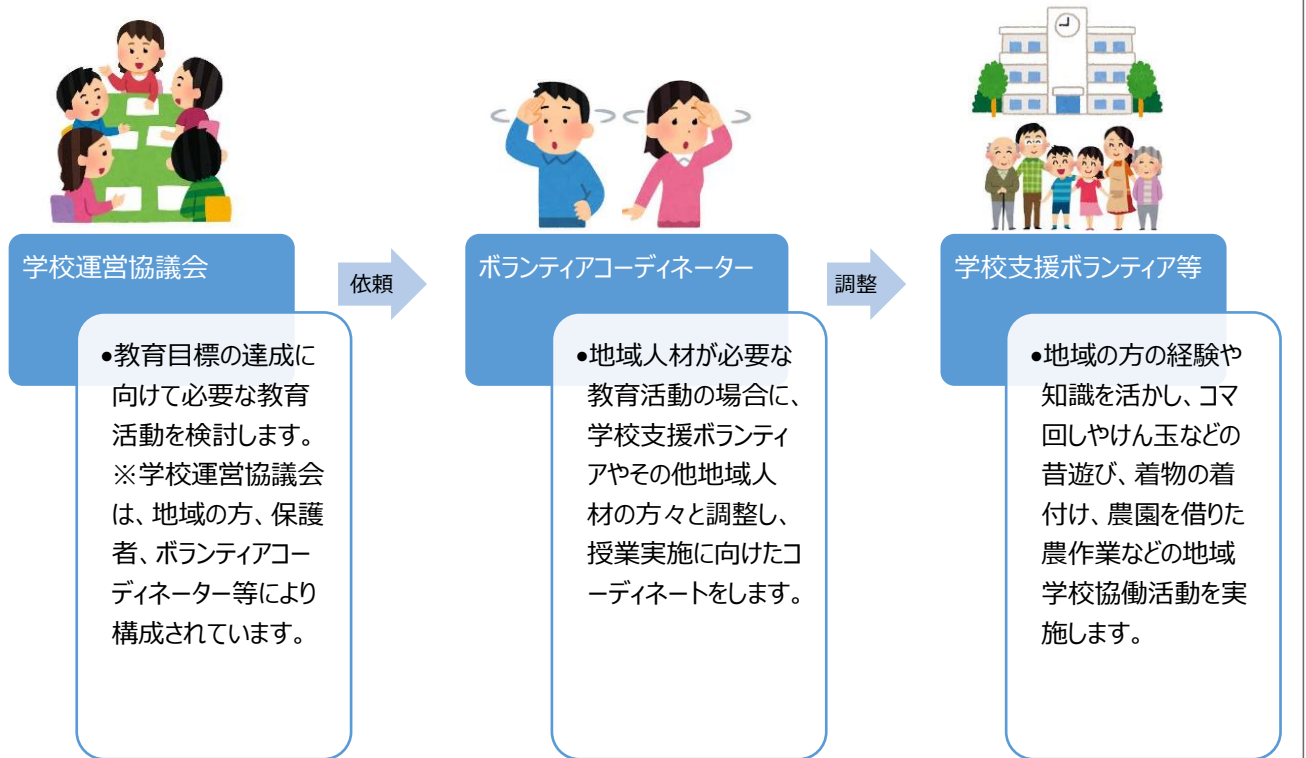 学校運営協議会
•教育目標の達成に
向けて必要な教育
活動を検討します。
※学校運営協議会
は、地域の方、保護
者、ボランティアコー
ディネーター等により
構成されています。
依頼
ボランティアコーディネーター
•地域人材が必要な
教育活動の場合に、
学校支援ボランティ
アやその他地域人
材の方々と調整し、
授業実施に向けたコ
ーディネートをします。
調整
学校支援ボランティア等
•地域の方の経験や
知識を活かし、コマ
回しやけん玉などの
昔遊び、着物の着
付け、農園を借りた
農作業などの地域
学校協働活動を実
施します。